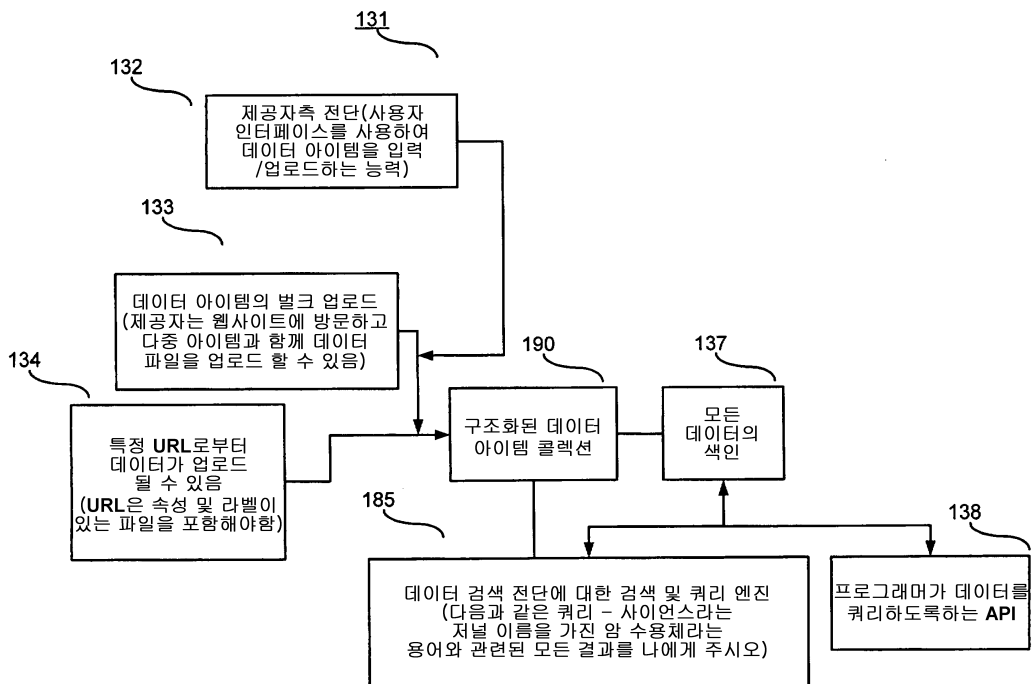 131
132
제공자측 전단(사용자
인터페이스를 사용하여
데이터 아이템을 입력
/업로드하는 능력)
133
데이터 아이템의 벌크 업로드
(제공자는 웹사이트에 방문하고
다중 아이템과 함께 데이터
파일을 업로드 할 수 있음)
134
특정 URL로부터
데이터가 업로드
될 수 있음
(URL은 속성 및 라벨이
있는 파일을 포함해야함)
190
구조화된 데이터
아이템 콜렉션
137
모든
데이터의
색인
185
데이터 검색 전단에 대한 검색 및 쿼리 엔진
(다음과 같은 쿼리 – 사이언스라는
저널 이름을 가진 암 수용체라는
용어와 관련된 모든 결과를 나에게 주시오)
138
프로그래머가 데이터를
쿼리하도록하는 API